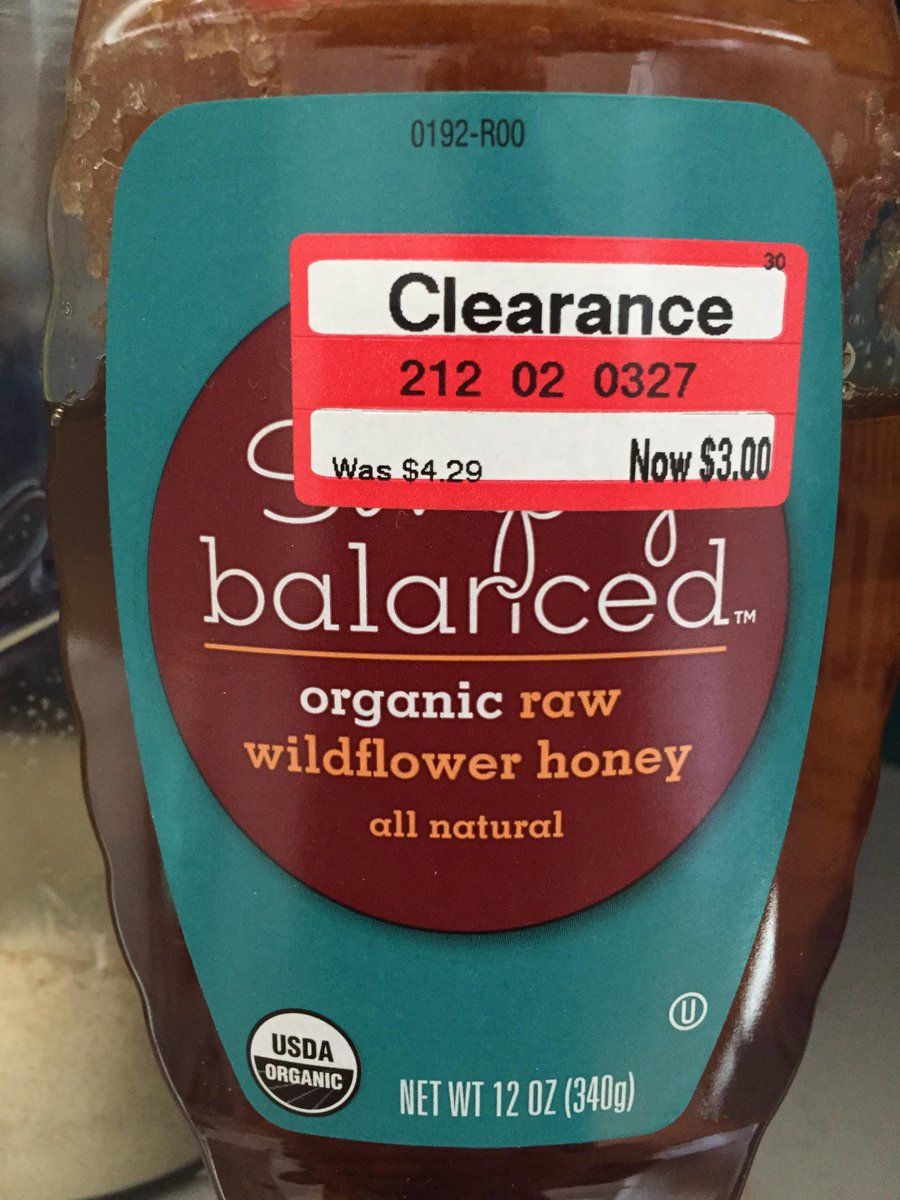 0192-R00
30
Clearance
212 02 0327
Was $4.29 Now $3.00
balanced™
organic raw
wildflower honey
all natural
U
USDA
ORGANIC
NET WT 12 OZ (340g)